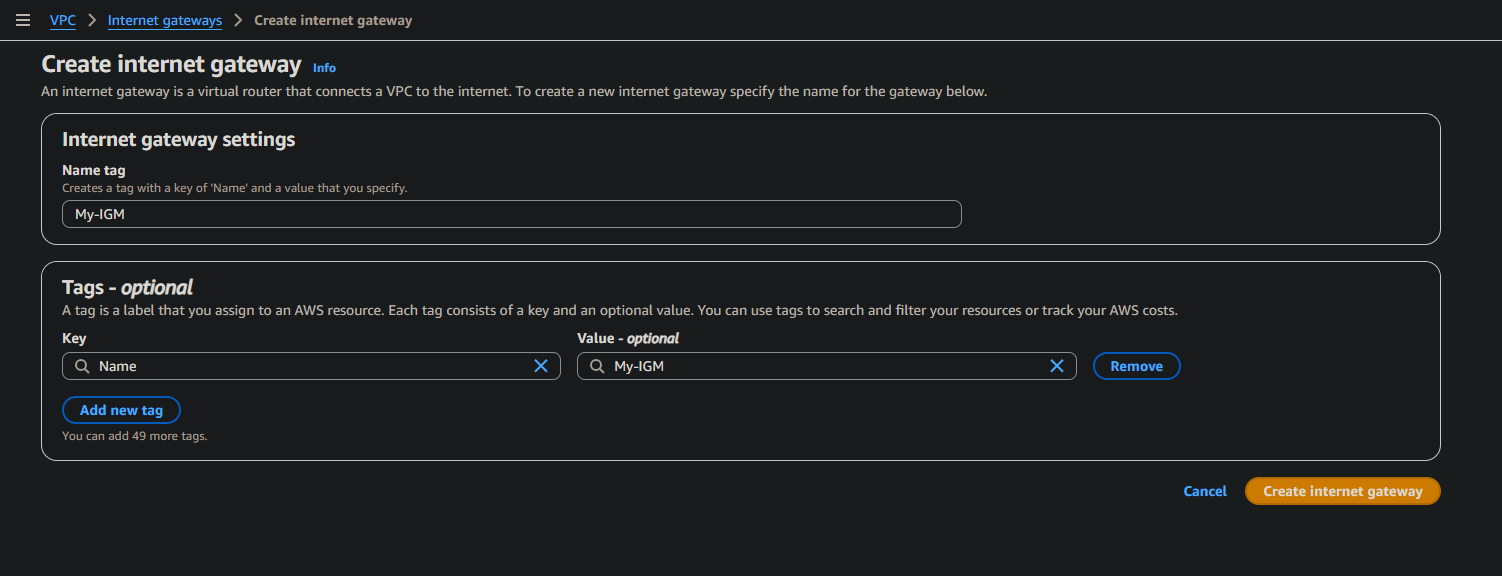 VPC > Internet gateways > Create internet gateway
Create internet gateway Info
An internet gateway is a virtual router that connects a VPC to the internet. To create a new internet gateway specify the name for the gateway below.
Internet gateway settings
Name tag
Creates a tag with a key of 'Name' and a value that you specify.
My-IGM
Tags - optional
A tag is a label that you assign to an AWS resource. Each tag consists of a key and an optional value. You can use tags to search and filter your resources or track your AWS costs.
Key Value - optional
Name My-IGM Remove
Add new tag
You can add 49 more tags.
Cancel Create internet gateway